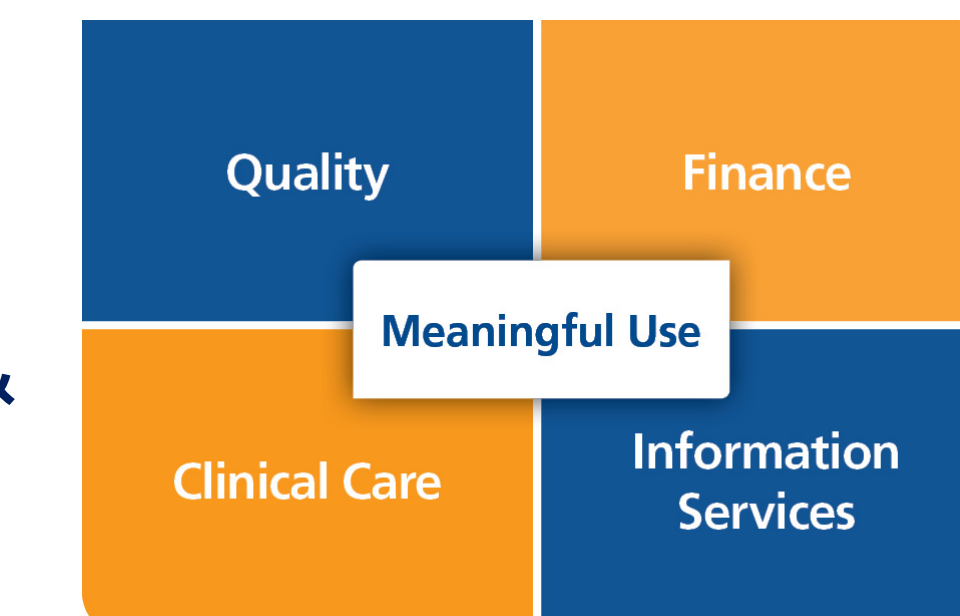 Quality
Finance
Meaningful Use
&
Clinical Care
Information
Services